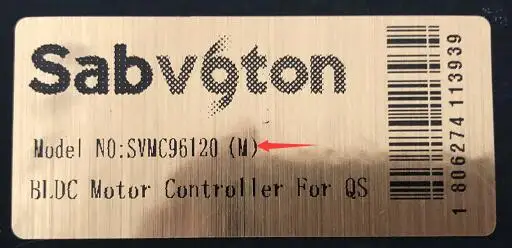 Sabvoton
Model NO:SVMC96120 (M)
BLDC Motor Controller For QS
1 806274 113939